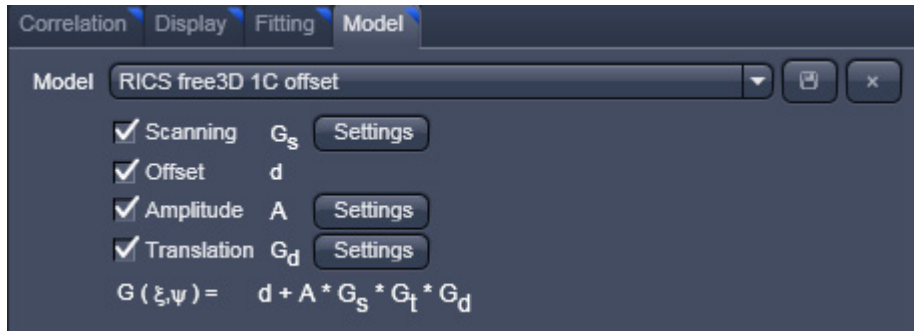 Correlation Display Fitting Model
Model RICS free3D 1C offset
Scanning Gs Settings
Offset d
Amplitude A Settings
Translation Gd Settings
G ( ξ,ψ ) = d + A * Gs * Gt * Gd